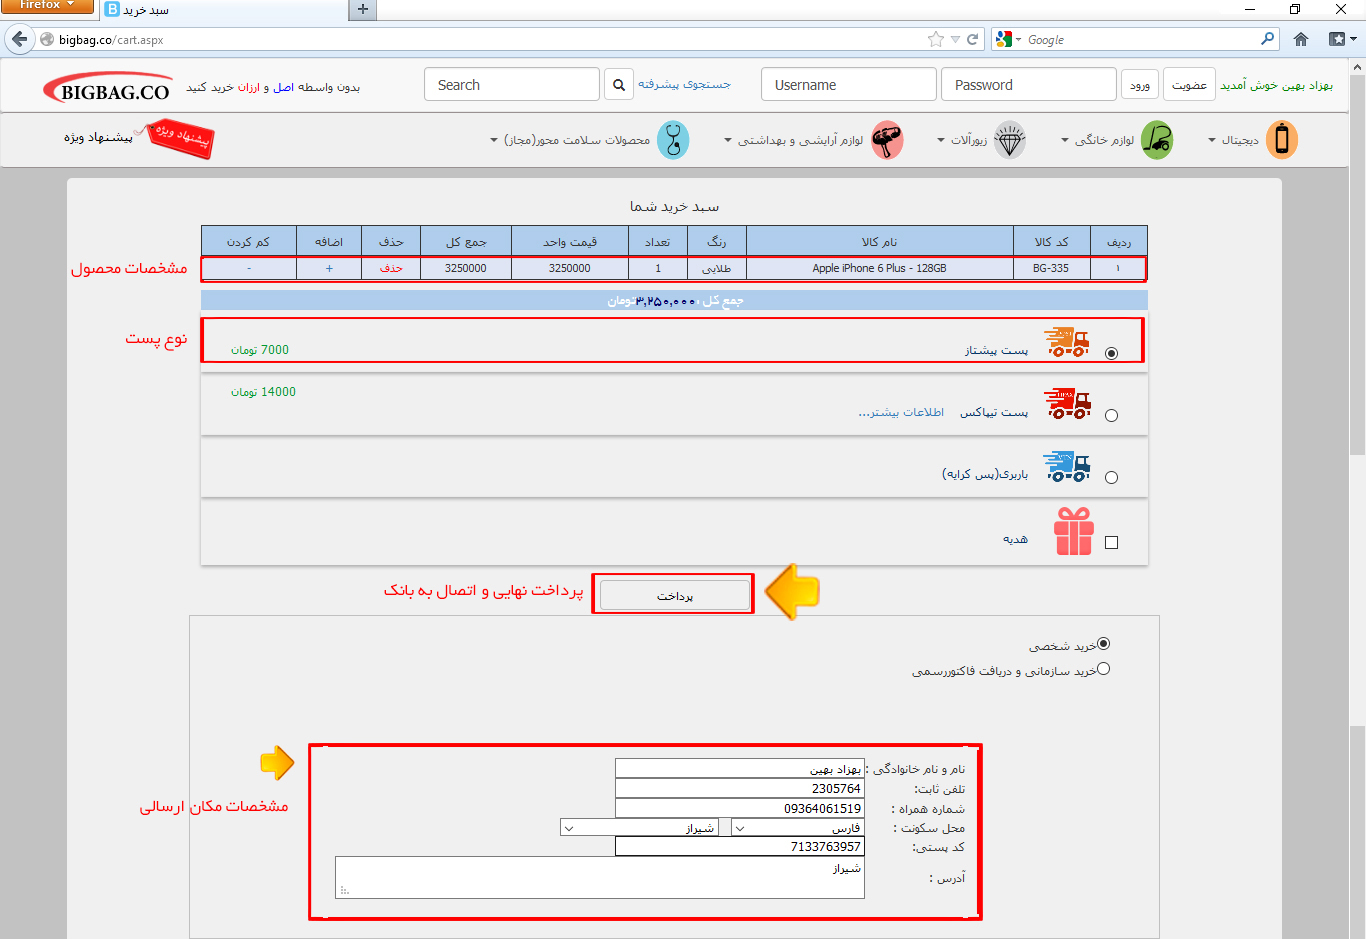 Firefox
سبد خرید
bigbag.co/cart.aspx
Google
BIGBAG.CO
بدون واسطه اصل و ارزان خرید کنید
Search
جستجوی پیشرفته
Username
Password
ورود
عضویت
بهزاد بهین خوش آمدید
دیجیتال
لوازم خانگی
زیورآلات
لوازم آرایشی و بهداشتی
محصولات سلامت محور(مجاز)
پیشنهاد ویژه
پیشنهاد ویژه
سبد خرید شما
ردیف کد کالا نام کالا رنگ تعداد قیمت واحد جمع کل حذف اضافه کم کردن
۱ BG-335 Apple iPhone 6 Plus - 128GB طلایی 1 3250000 3250000 حذف + -
مشخصات محصول
جمع کل :۳,۲۵۰,۰۰۰تومان
نوع پست
پست پیشتاز
7000 تومان
پست تیپاکس اطلاعات بیشتر...
14000 تومان
باربری(پس کرایه)
هدیه
پرداخت
پرداخت نهایی و اتصال به بانک
خرید شخصی
خرید سازمانی و دریافت فاکتوررسمی
مشخصات مکان ارسالی
نام و نام خانوادگی : بهزاد بهین
تلفن ثابت: 2305764
شماره همراه : 09364061519
محل سکونت : فارس شیراز
کد پستی: 7133763957
آدرس : شیراز